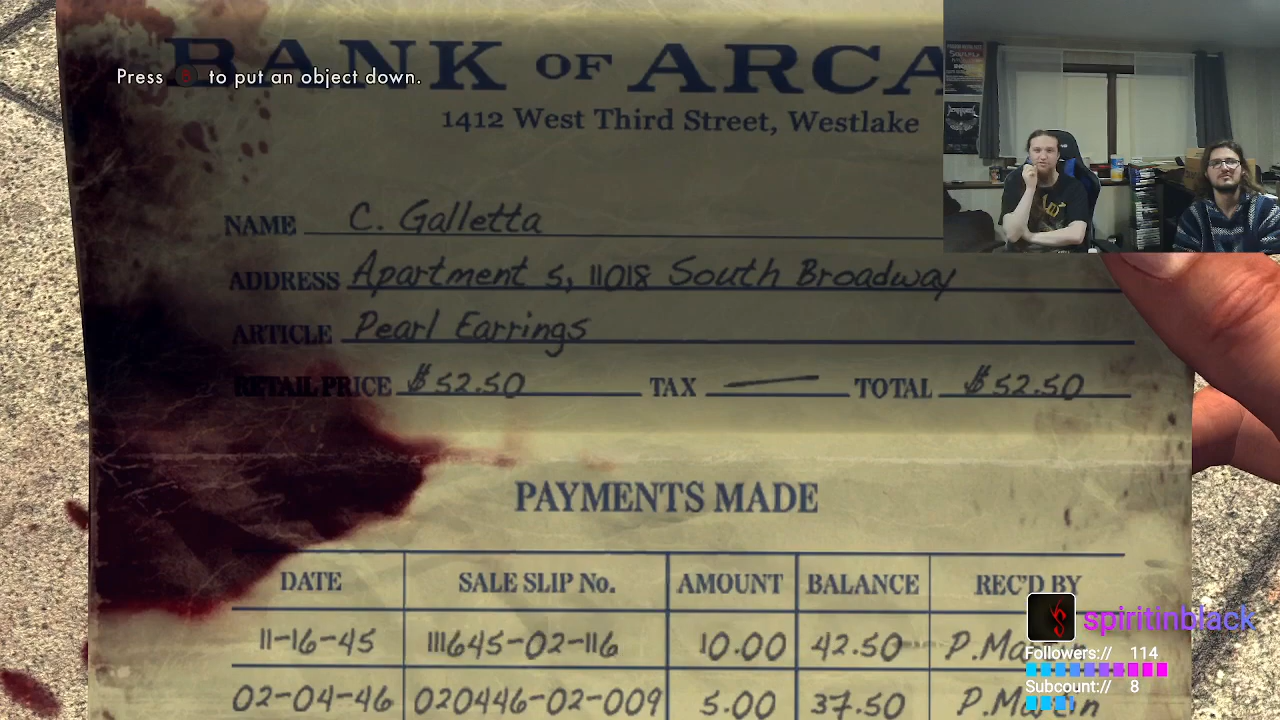 BANK OF ARCA
Press B to put an object down.
1412 West Third Street, Westlake
NAME C. Galletta
ADDRESS Apartment 5, 11018 South Broadway
ARTICLE Pearl Earrings
RETAIL PRICE $52.50 TAX — TOTAL $52.50
PAYMENTS MADE
DATE SALE SLIP No. AMOUNT BALANCE REC'D BY
11-16-45 111645-02-116 10.00 42.50 P.Ma
02-04-46 020446-02-009 5.00 37.50 P.Martin
spiritinblack
Followers:// 114
Subcount:// 8